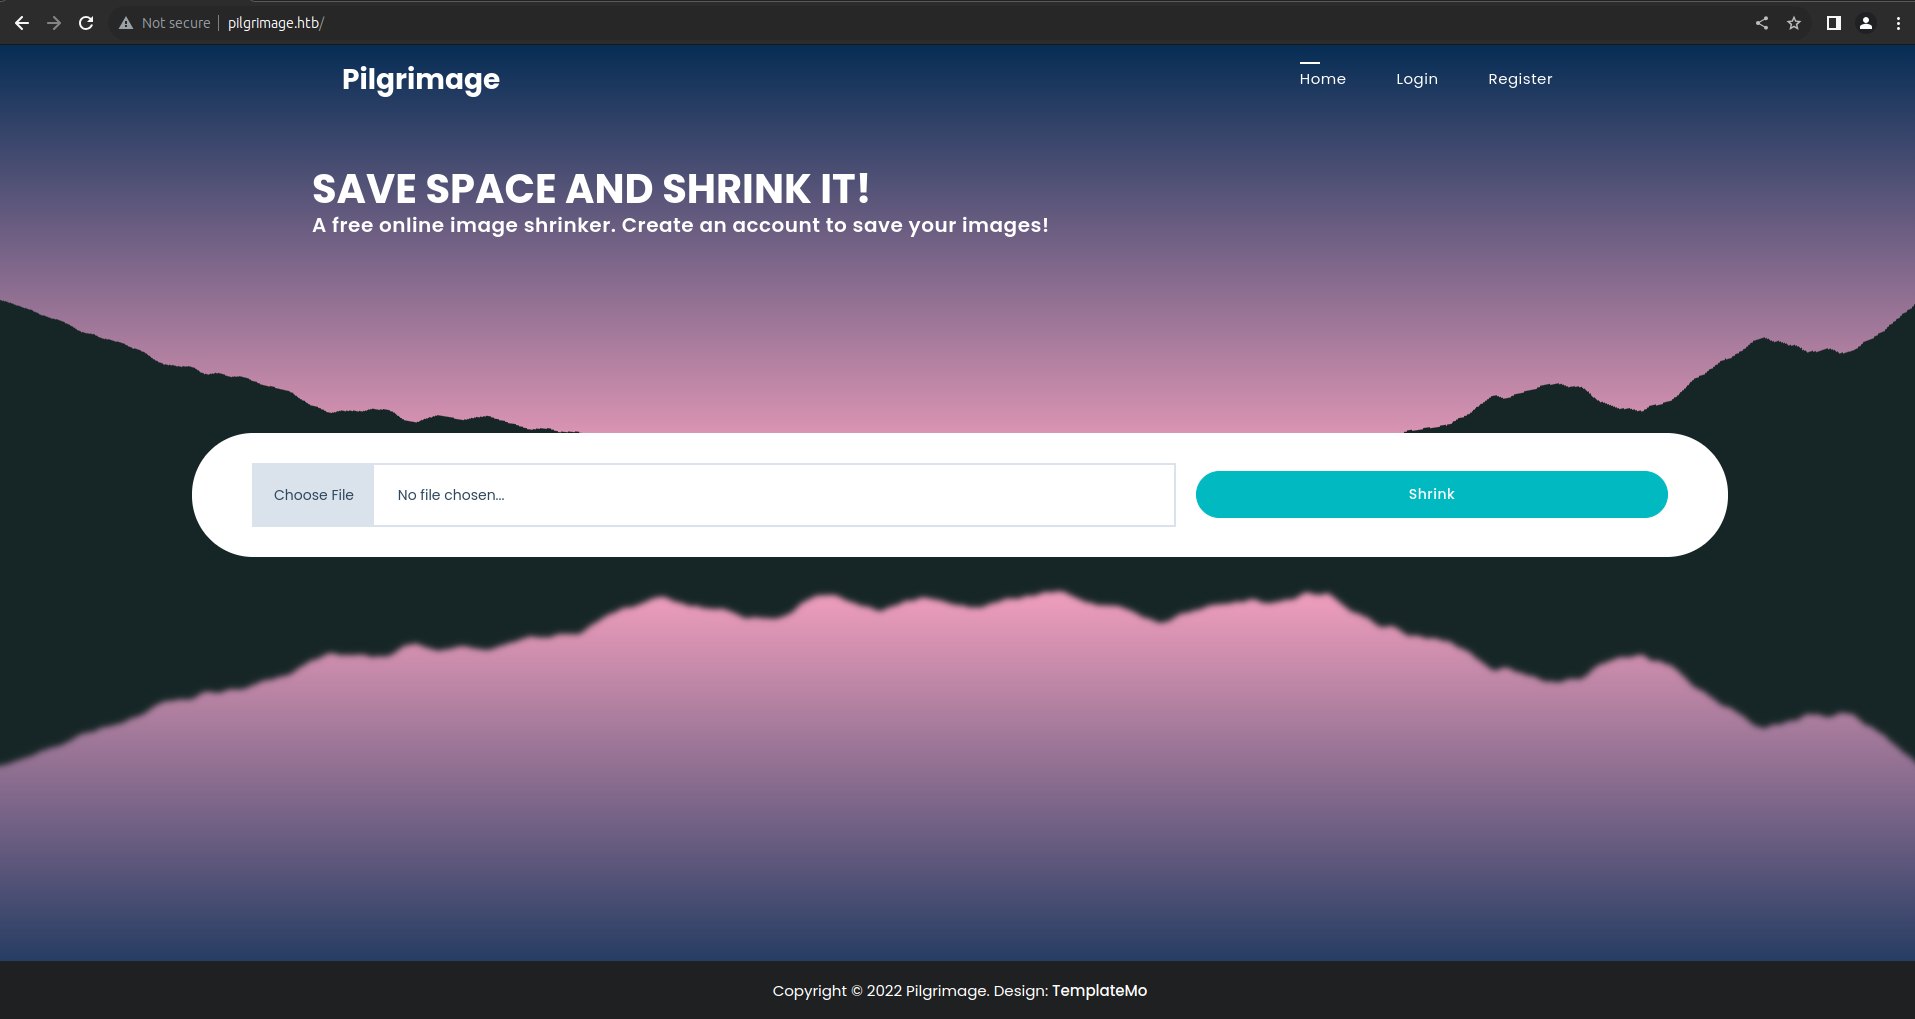 Not secure pilgrimage.htb/
Pilgrimage
Home Login Register
SAVE SPACE AND SHRINK IT!
A free online image shrinker. Create an account to save your images!
Choose File No file chosen... Shrink
Copyright © 2022 Pilgrimage. Design: TemplateMo